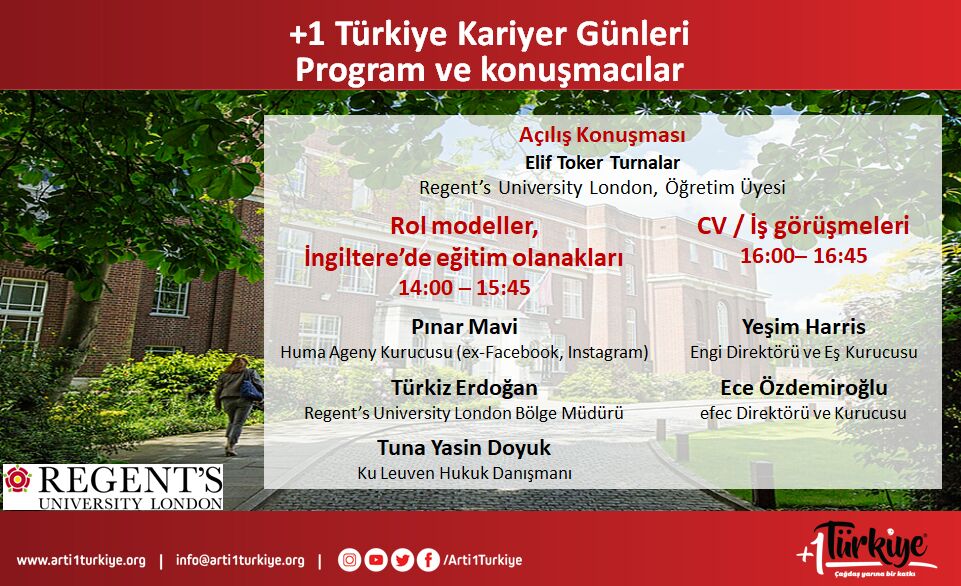 +1 Türkiye Kariyer Günleri
Program ve konuşmacılar
Açılış Konuşması
Elif Toker Turnalar
Regent's University London, Öğretim Üyesi
Rol modeller,
İngiltere'de eğitim olanakları
14:00 – 15:45
Pınar Mavi
Huma Ageny Kurucusu (ex-Facebook, Instagram)
Türkiz Erdoğan
Regent's University London Bölge Müdürü
Tuna Yasin Doyuk
Ku Leuven Hukuk Danışmanı
CV / İş görüşmeleri
16:00– 16:45
Yeşim Harris
Engi Direktörü ve Eş Kurucusu
Ece Özdemiroğlu
efec Direktörü ve Kurucusu
REGENT'S
UNIVERSITY LONDON
www.arti1turkiye.org | info@arti1turkiye.org | /Arti1Turkiye
+1 Türkiye
Çağdaş yarına bir katkı